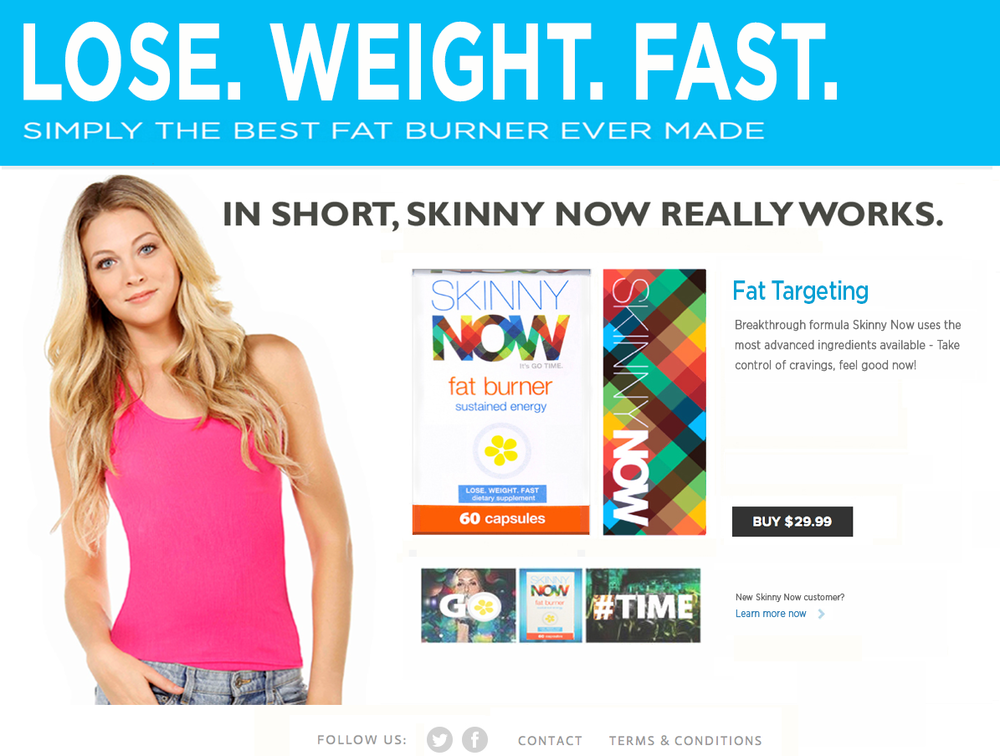 LOSE. WEIGHT. FAST.
SIMPLY THE BEST FAT BURNER EVER MADE
IN SHORT, SKINNY NOW REALLY WORKS.
SKINNY
NOW
It's GO TIME.
fat burner
sustained energy
LOSE. WEIGHT. FAST
dietary supplement
60 capsules
SKINNY NOW
Fat Targeting
Breakthrough formula Skinny Now uses the
most advanced ingredients available - Take
control of cravings, feel good now!
BUY $29.99
GO
SKINNY
NOW
fat burner
60 capsules
#TIME
New Skinny Now customer?
Learn more now
FOLLOW US:
CONTACT
TERMS & CONDITIONS